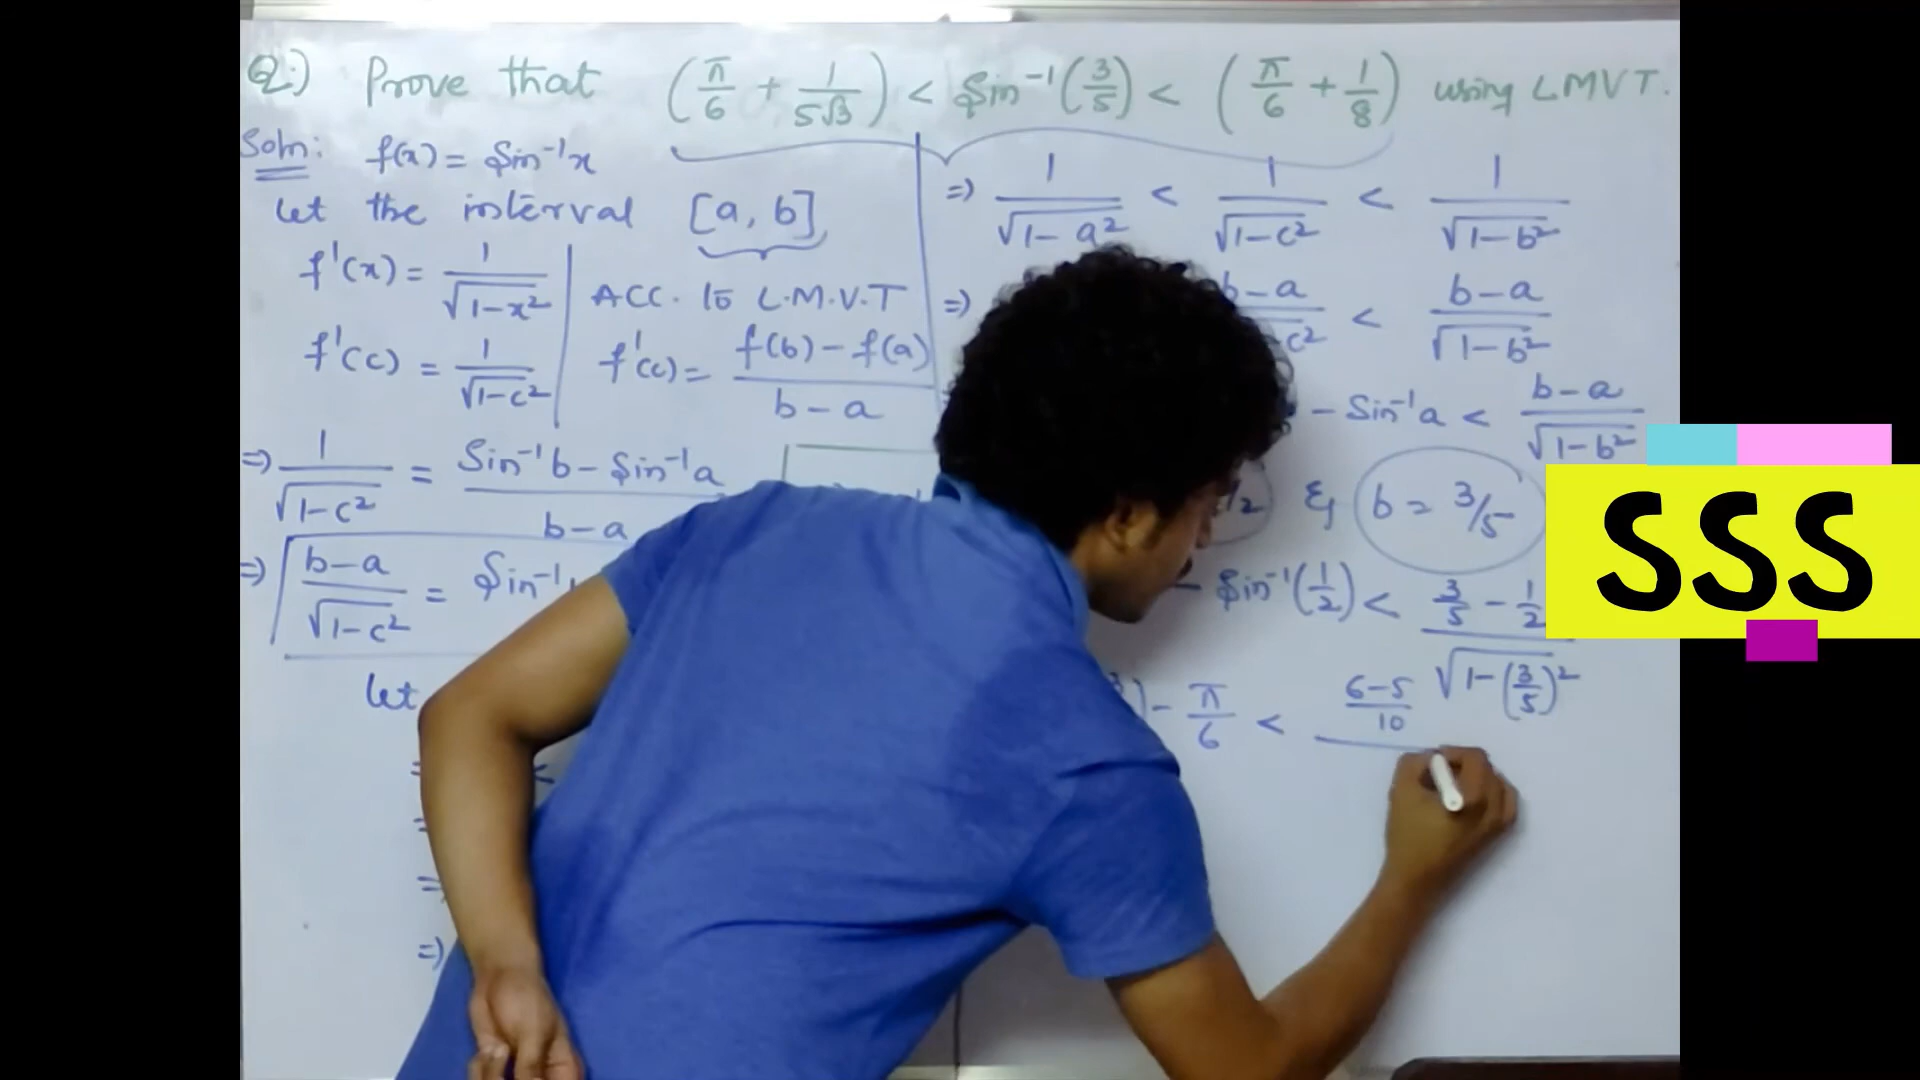 Q:) Prove that (π/6 + 1/5√3) < Sin⁻¹(3/5) < (π/6 + 1/8) using LMVT.
Soln: f(x) = Sin⁻¹x
Let the interval [a, b]
f'(x) = 1/√1-x²
f'(c) = 1/√1-c²
ACC. to L.M.V.T
f'(c) = f(b) - f(a) / b - a
=) 1/√1-c² = Sin⁻¹b - Sin⁻¹a / b - a
=) b-a/√1-c² = Sin⁻¹
Let
=
<
=
=)
=)
=) 1/√1-a² < 1/√1-c² < 1/√1-b²
=) b-a / c² < b-a/√1-b²
- Sin⁻¹a < b-a/√1-b²
/2 & b = 3/5
- Sin⁻¹(1/2) < 3/5 - 1/2 / √1-(3/5)²
) - π/6 < 6-5/10
SSS